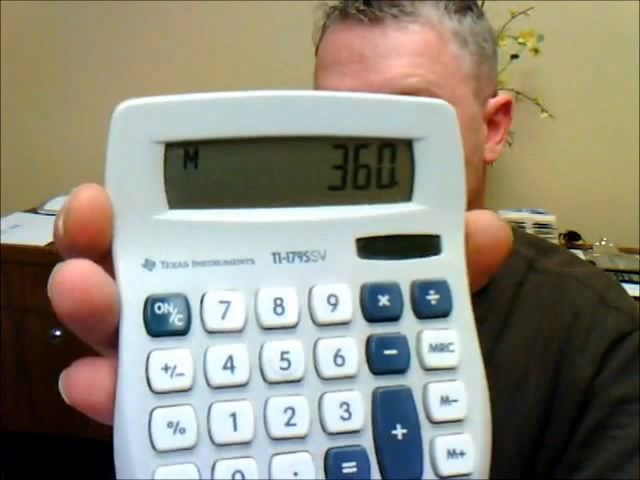 M 360.
TEXAS INSTRUMENTS TI-1795SV
ON/C 7 8 9 × ÷
+/− 4 5 6 − MRC
% 1 2 3 + M−
0 . = M+